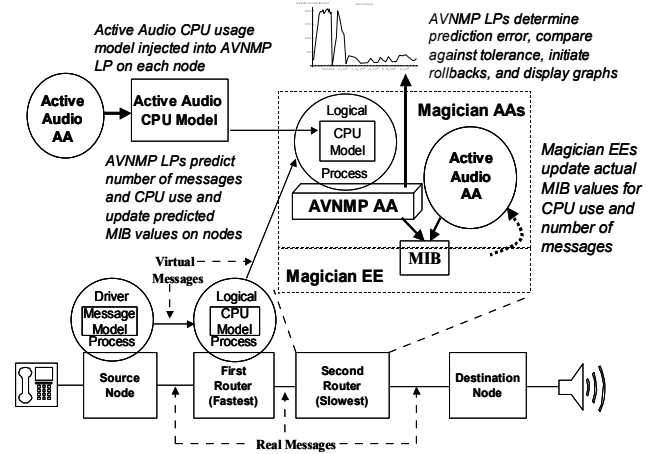 Active Audio CPU usage
model injected into AVNMP
LP on each node
AVNMP LPs determine
prediction error, compare
against tolerance, initiate
rollbacks, and display graphs
Active
Audio
AA
Active Audio
CPU Model
Logical
CPU
Model
Process
Magician AAs
Active
Audio
AA
AVNMP LPs predict
number of messages
and CPU use and
update predicted
MIB values on nodes
AVNMP AA
Magician EEs
update actual
MIB values for
CPU use and
number of
messages
MIB
Magician EE
Virtual
Messages
Driver
Message
Model
Process
Logical
CPU
Model
Process
Source
Node
First
Router
(Fastest)
Second
Router
(Slowest)
Destination
Node
Real Messages